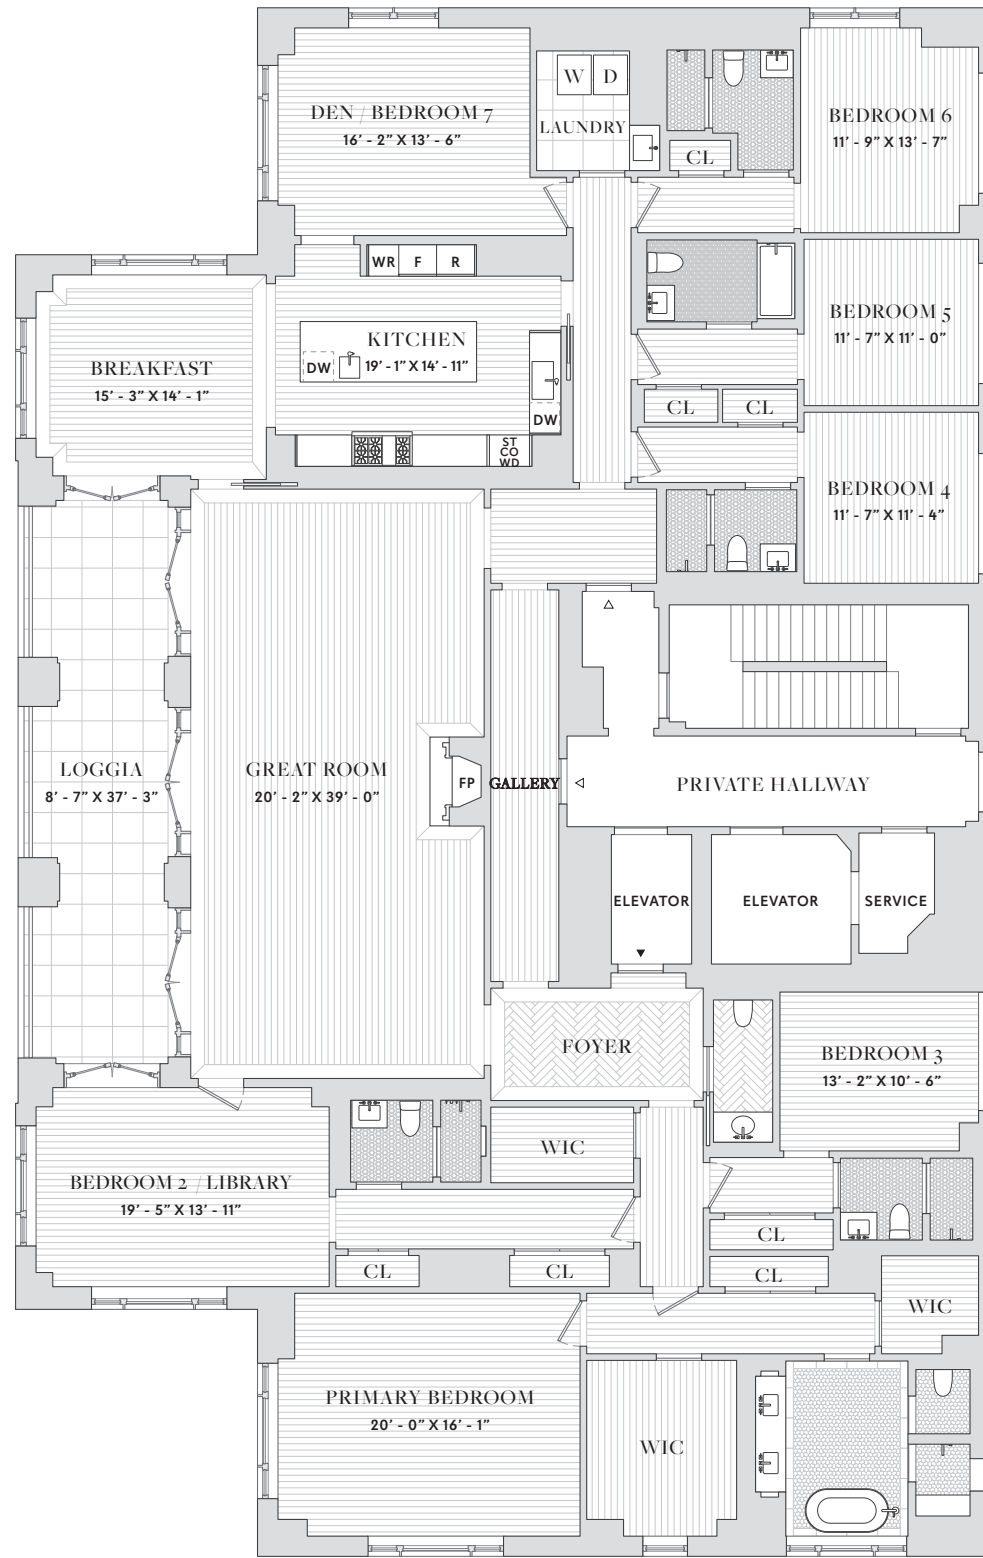 DEN / BEDROOM 7
16' - 2" X 13' - 6"
W D
LAUNDRY
CL
BEDROOM 6
11' - 9" X 13' - 7"
WR F R
KITCHEN
19' - 1" X 14' - 11"
DW
DW
ST
CO
WD
BREAKFAST
15' - 3" X 14' - 1"
BEDROOM 5
11' - 7" X 11' - 0"
CL
CL
BEDROOM 4
11' - 7" X 11' - 4"
LOGGIA
8' - 7" X 37' - 3"
GREAT ROOM
20' - 2" X 39' - 0"
FP
GALLERY
PRIVATE HALLWAY
ELEVATOR
ELEVATOR
SERVICE
FOYER
BEDROOM 3
13' - 2" X 10' - 6"
WIC
BEDROOM 2 / LIBRARY
19' - 5" X 13' - 11"
CL
CL
CL
CL
WIC
PRIMARY BEDROOM
20' - 0" X 16' - 1"
WIC